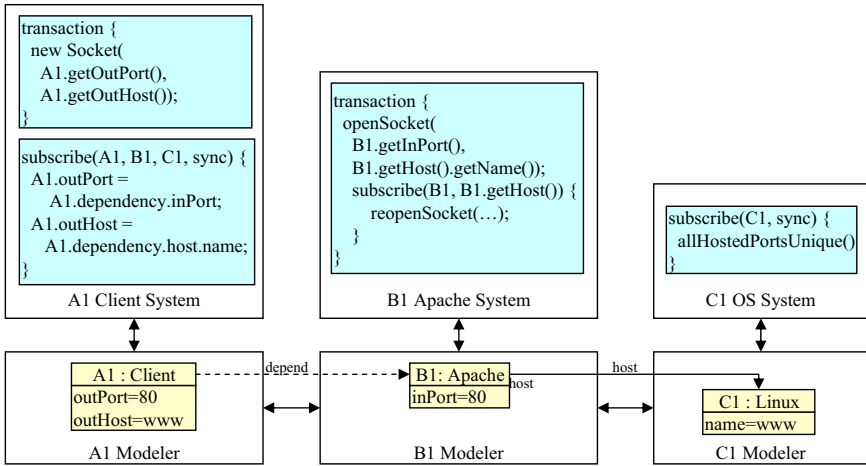 transaction {
new Socket(
A1.getOutPort(),
A1.getOutHost());
}
subscribe(A1, B1, C1, sync) {
A1.outPort =
A1.dependency.inPort;
A1.outHost =
A1.dependency.host.name;
}
A1 Client System
transaction {
openSocket(
B1.getInPort(),
B1.getHost().getName());
subscribe(B1, B1.getHost()) {
reopenSocket(…);
}
}
B1 Apache System
subscribe(C1, sync) {
allHostedPortsUnique()
}
C1 OS System
A1 : Client
outPort=80
outHost=www
A1 Modeler
depend
B1: Apache
inPort=80
host
B1 Modeler
host
C1 : Linux
name=www
C1 Modeler